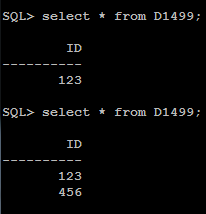 SQL> select * from D1499;
ID
----------
123
SQL> select * from D1499;
ID
----------
123
456